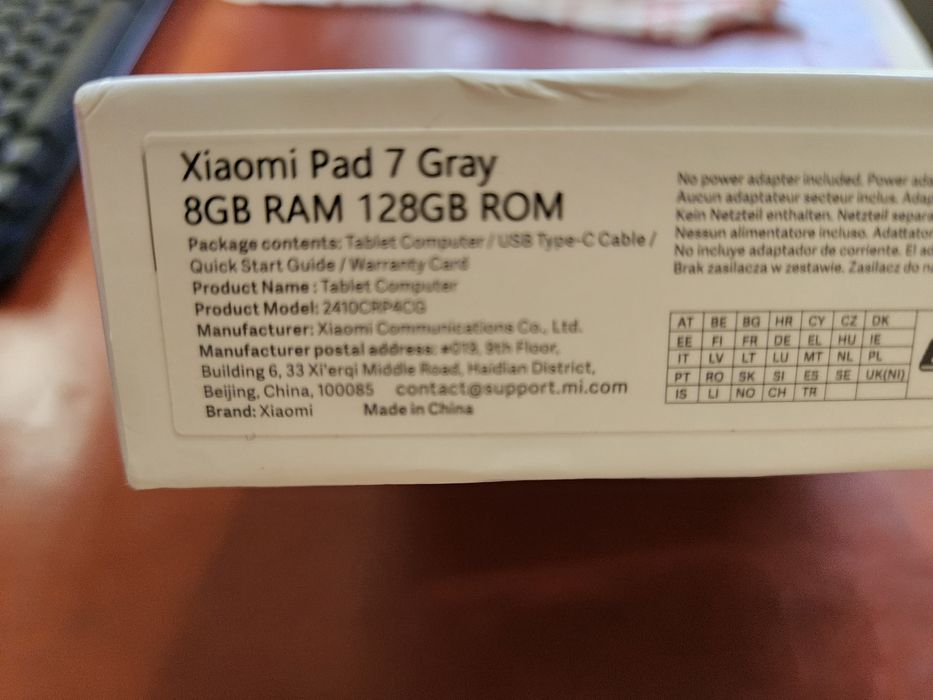 Xiaomi Pad 7 Gray
8GB RAM 128GB ROM
Package contents: Tablet Computer / USB Type-C Cable /
Quick Start Guide / Warranty Card
Product Name : Tablet Computer
Product Model: 2410CRP4CG
Manufacturer: Xiaomi Communications Co., Ltd.
Manufacturer postal address: #019, 9th Floor,
Building 6, 33 Xi'erqi Middle Road, Haidian District,
Beijing, China, 100085 contact@support.mi.com
Brand: Xiaomi Made in China
No power adapter included. Power
Aucun adaptateur secteur inclus.
Kein Netzteil enthalten. Netzteil
Nessun alimentatore incluso.
No incluye adaptador de corriente. El
Brak zasilacza w zestawie. Zasilacz do
AT BE BG HR CY CZ DK
EE FI FR DE EL HU IE
IT LV LT LU MT NL PL
PT RO SK SI ES SE UK(NI)
IS LI NO CH TR